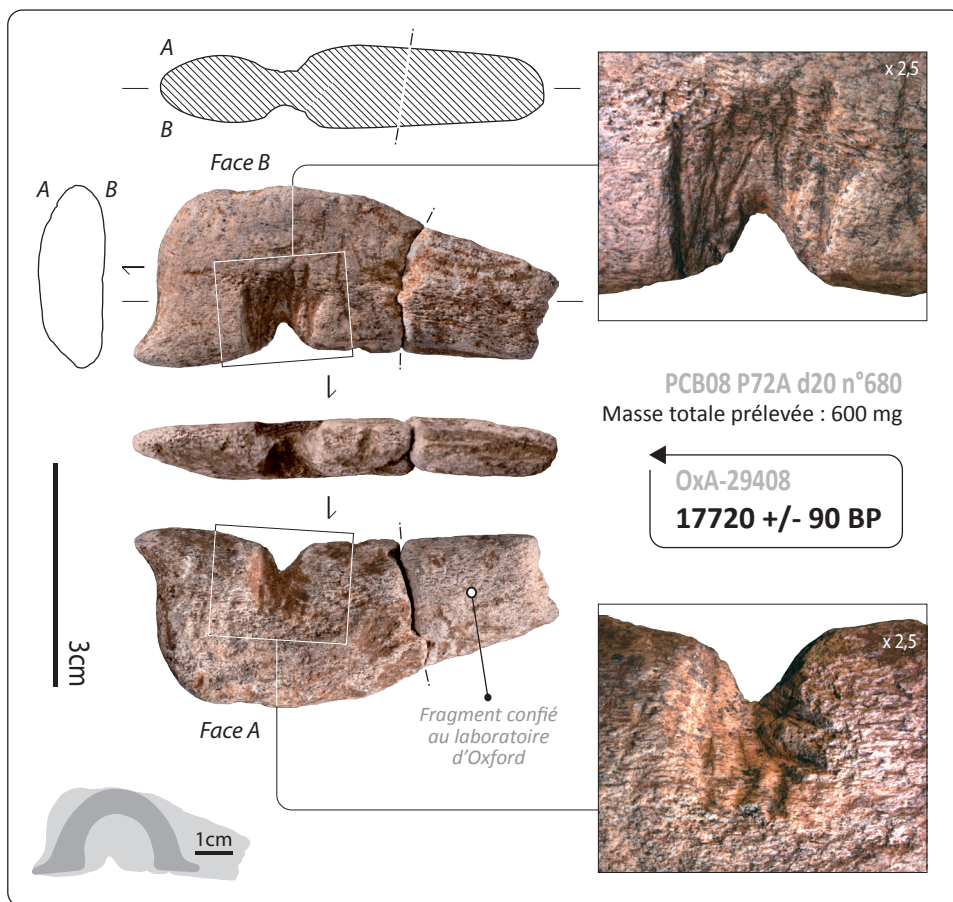 A
B
x 2,5
Face B
A B
PCB08 P72A d20 n°680
Masse totale prélevée : 600 mg
OxA-29408
17720 +/- 90 BP
3cm
x 2,5
Face A
Fragment confié
au laboratoire
d'Oxford
1cm